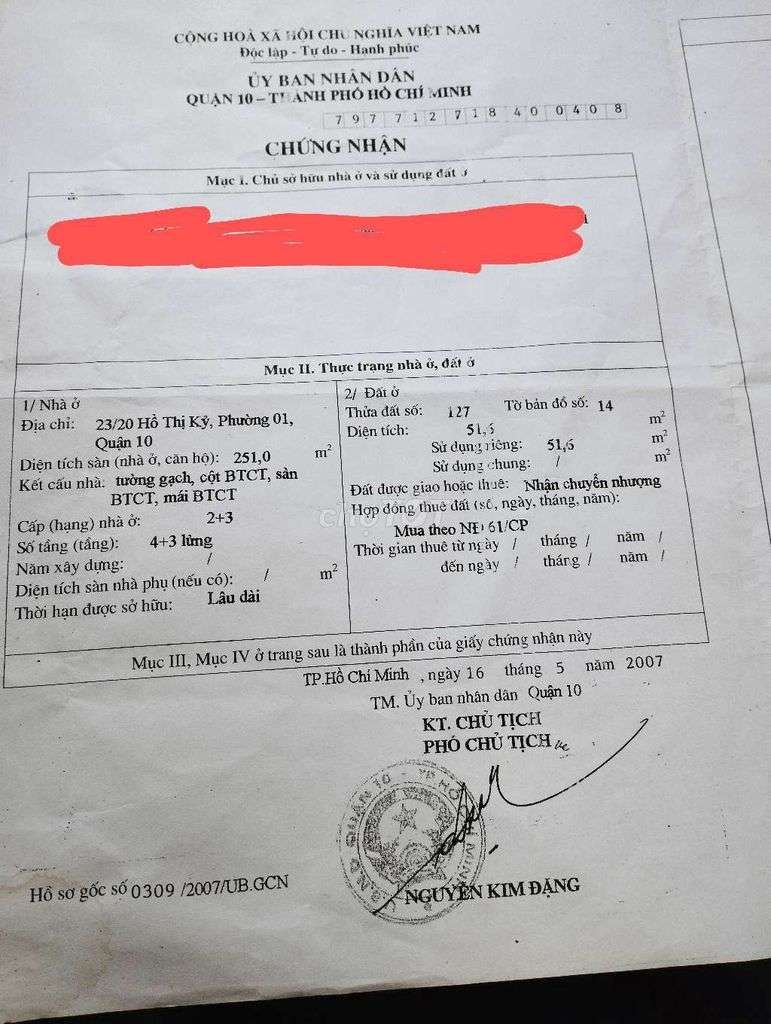 CỘNG HOÀ XÃ HỘI CHỦ NGHĨA VIỆT NAM
Độc lập - Tự do - Hạnh phúc
ỦY BAN NHÂN DÂN
QUẬN 10 – THÀNH PHỐ HỒ CHÍ MINH
7 9 7 7 1 2 7 1 8 4 0 0 4 0 8
CHỨNG NHẬN
Mục I. Chủ sở hữu nhà ở và sử dụng đất ở
Mục II. Thực trạng nhà ở, đất ở
1/ Nhà ở
Địa chỉ: 23/20 Hồ Thị Kỷ, Phường 01,
Quận 10
Diện tích sàn (nhà ở, căn hộ): 251,0 m²
Kết cấu nhà: tường gạch, cột BTCT, sàn
BTCT, mái BTCT
Cấp (hạng) nhà ở: 2+3
Số tầng (tầng): 4+3 lửng
Năm xây dựng: /
Diện tích sàn nhà phụ (nếu có): / m²
Thời hạn được sở hữu: Lâu dài
2/ Đất ở
Thửa đất số: 127 Tờ bản đồ số: 14
Diện tích: 51,6 m²
Sử dụng riêng: 51,6 m²
Sử dụng chung: / m²
Đất được giao hoặc thuê: Nhận chuyển nhượng
Hợp đồng thuê đất (số, ngày, tháng, năm):
Mua theo NĐ 61/CP
Thời gian thuê từ ngày / tháng / năm /
đến ngày / tháng / năm /
Mục III, Mục IV ở trang sau là thành phần của giấy chứng nhận này
TP.Hồ Chí Minh , ngày 16 tháng 5 năm 2007
TM. Ủy ban nhân dân Quận 10
KT. CHỦ TỊCH
PHÓ CHỦ TỊCH
U.B.N.D QUẬN 10 - TP. HỒ CHÍ MINH
NGUYỄN KIM ĐẶNG
Hồ sơ gốc số 0309 /2007/UB.GCN